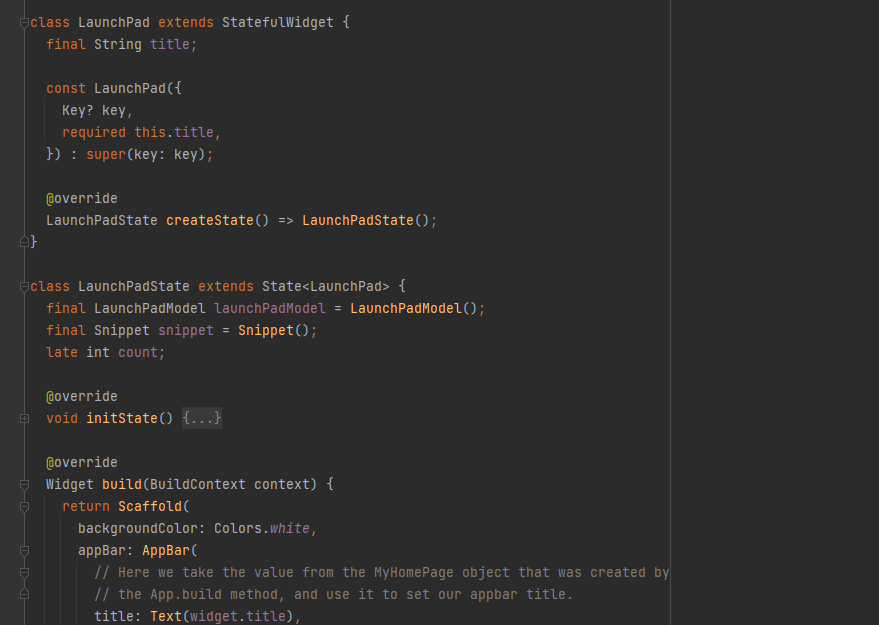 class LaunchPad extends StatefulWidget {
  final String title;

  const LaunchPad({
    Key? key,
    required this.title,
  }) : super(key: key);

  @override
  LaunchPadState createState() => LaunchPadState();
}

class LaunchPadState extends State<LaunchPad> {
  final LaunchPadModel launchPadModel = LaunchPadModel();
  final Snippet snippet = Snippet();
  late int count;

  @override
  void initState() {...}

  @override
  Widget build(BuildContext context) {
    return Scaffold(
      backgroundColor: Colors.white,
      appBar: AppBar(
        // Here we take the value from the MyHomePage object that was created by
        // the App.build method, and use it to set our appbar title.
        title: Text(widget.title),